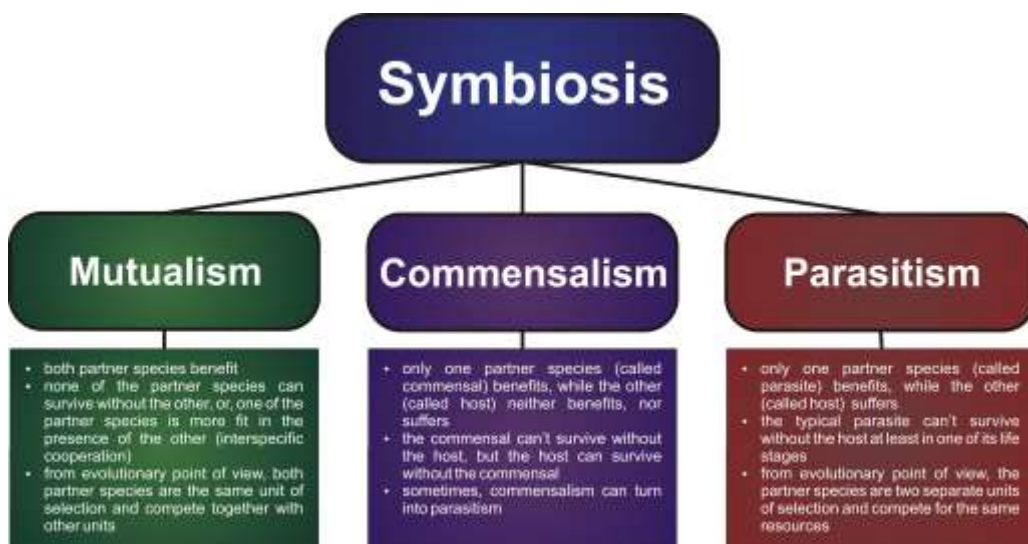 Symbiosis
Mutualism
Commensalism
Parasitism
• both partner species benefit
• none of the partner species can
survive without the other, or, one of the
partner species is more fit in the
presence of the other (interspecific
cooperation)
• from evolutionary point of view, both
partner species are the same unit of
selection and compete together with
other units
• only one partner species (called
commensal) benefits, while the other
(called host) neither benefits, nor
suffers
• the commensal can't survive without
the host, but the host can survive
without the commensal
• sometimes, commensalism can turn
into parasitism
• only one partner species (called
parasite) benefits, while the other
(called host) suffers
• the typical parasite can't survive
without the host at least in one of its life
stages
• from evolutionary point of view, the
partner species are two separate units
of selection and compete for the same
resources